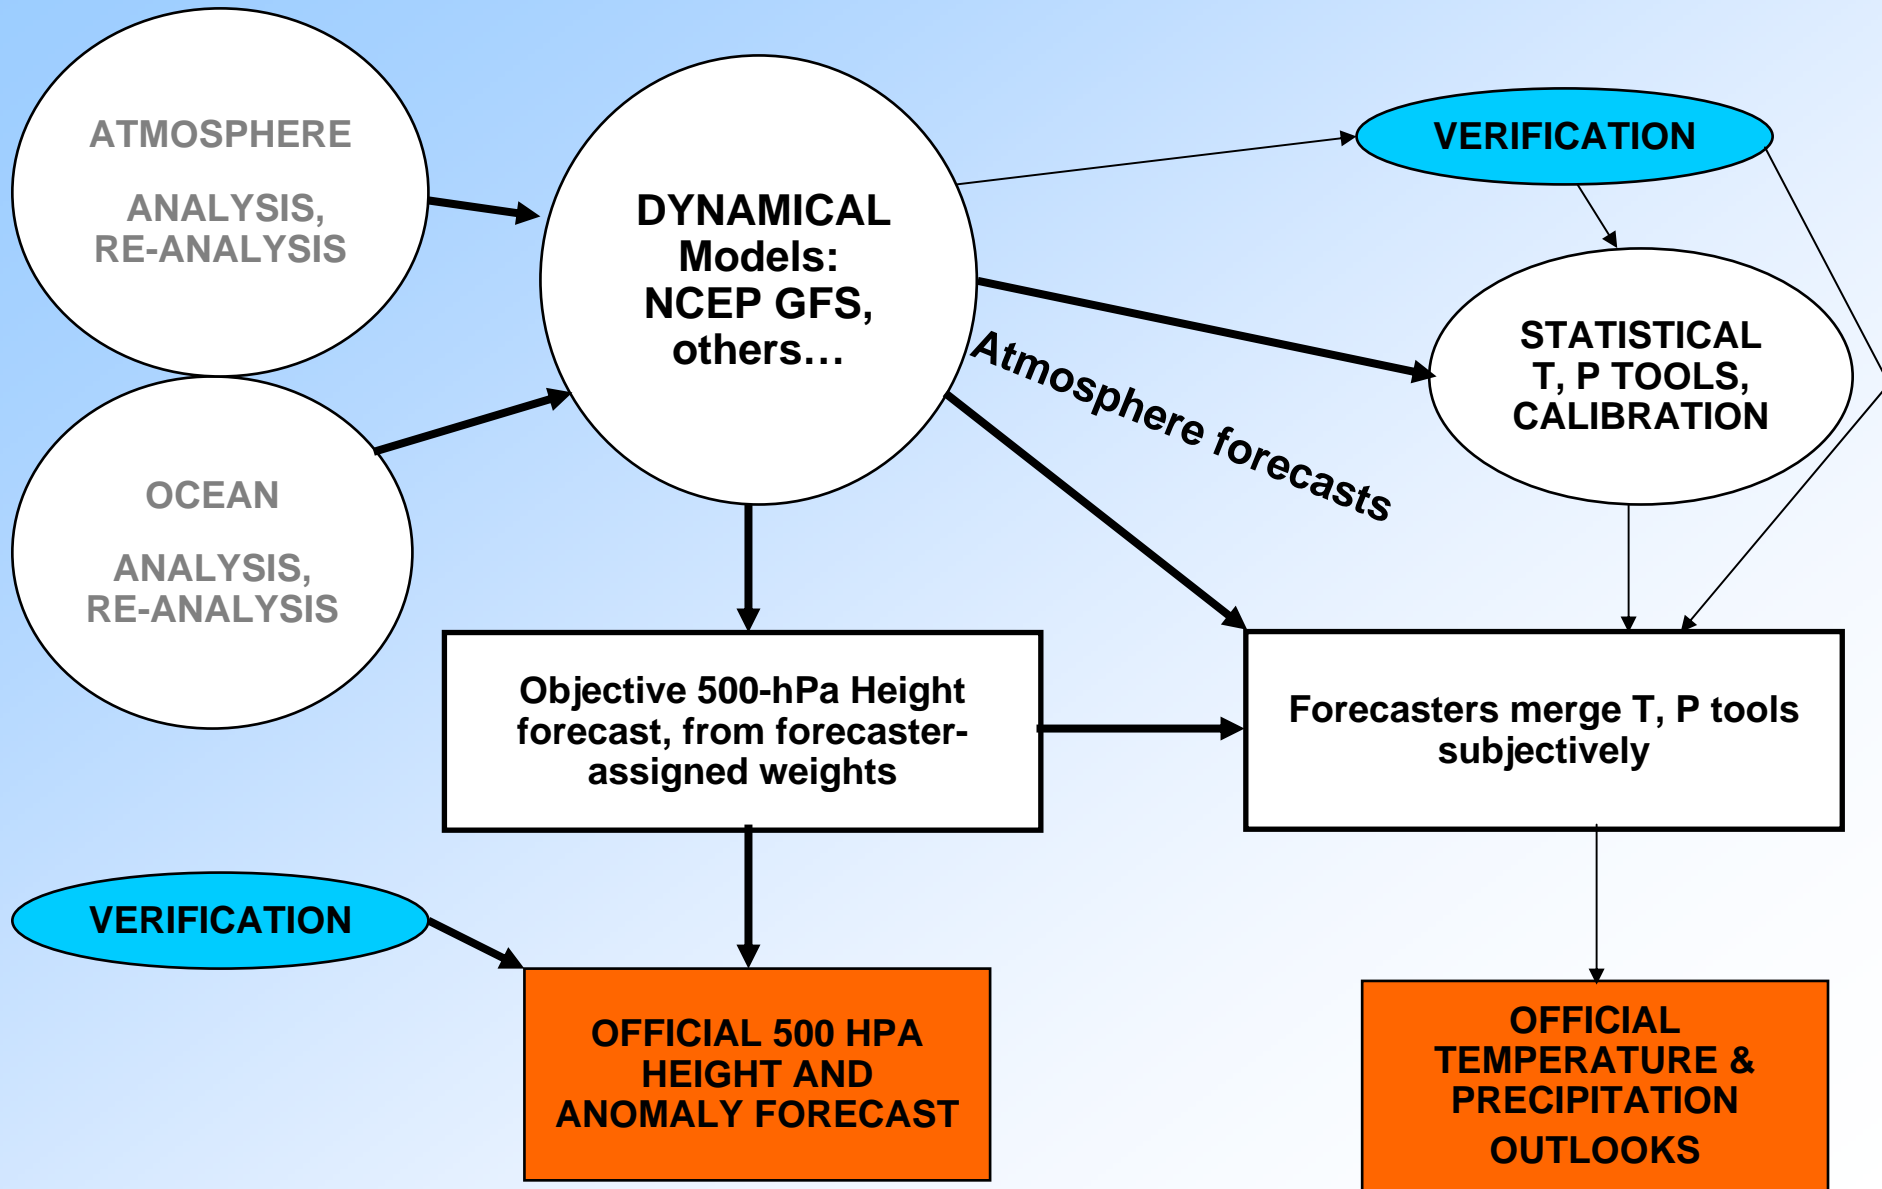 ATMOSPHERE
ANALYSIS,
RE-ANALYSIS
DYNAMICAL
Models:
NCEP GFS,
others…
VERIFICATION
STATISTICAL
T, P TOOLS,
CALIBRATION
Atmosphere forecasts
OCEAN
ANALYSIS,
RE-ANALYSIS
Objective 500-hPa Height
forecast, from forecaster-
assigned weights
Forecasters merge T, P tools
subjectively
VERIFICATION
OFFICIAL 500 HPA
HEIGHT AND
ANOMALY FORECAST
OFFICIAL
TEMPERATURE &
PRECIPITATION
OUTLOOKS